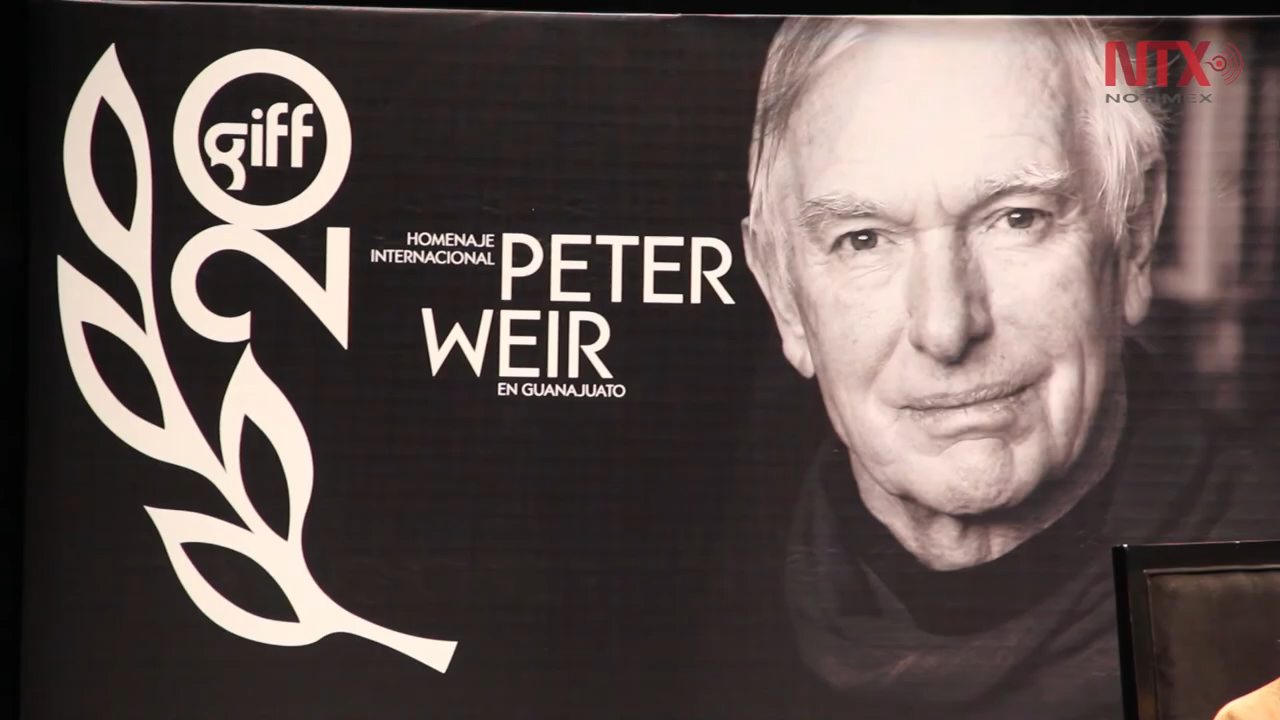 NTX
NOTIMEX
20
giff
HOMENAJE
INTERNACIONAL
PETER
WEIR
EN GUANAJUATO